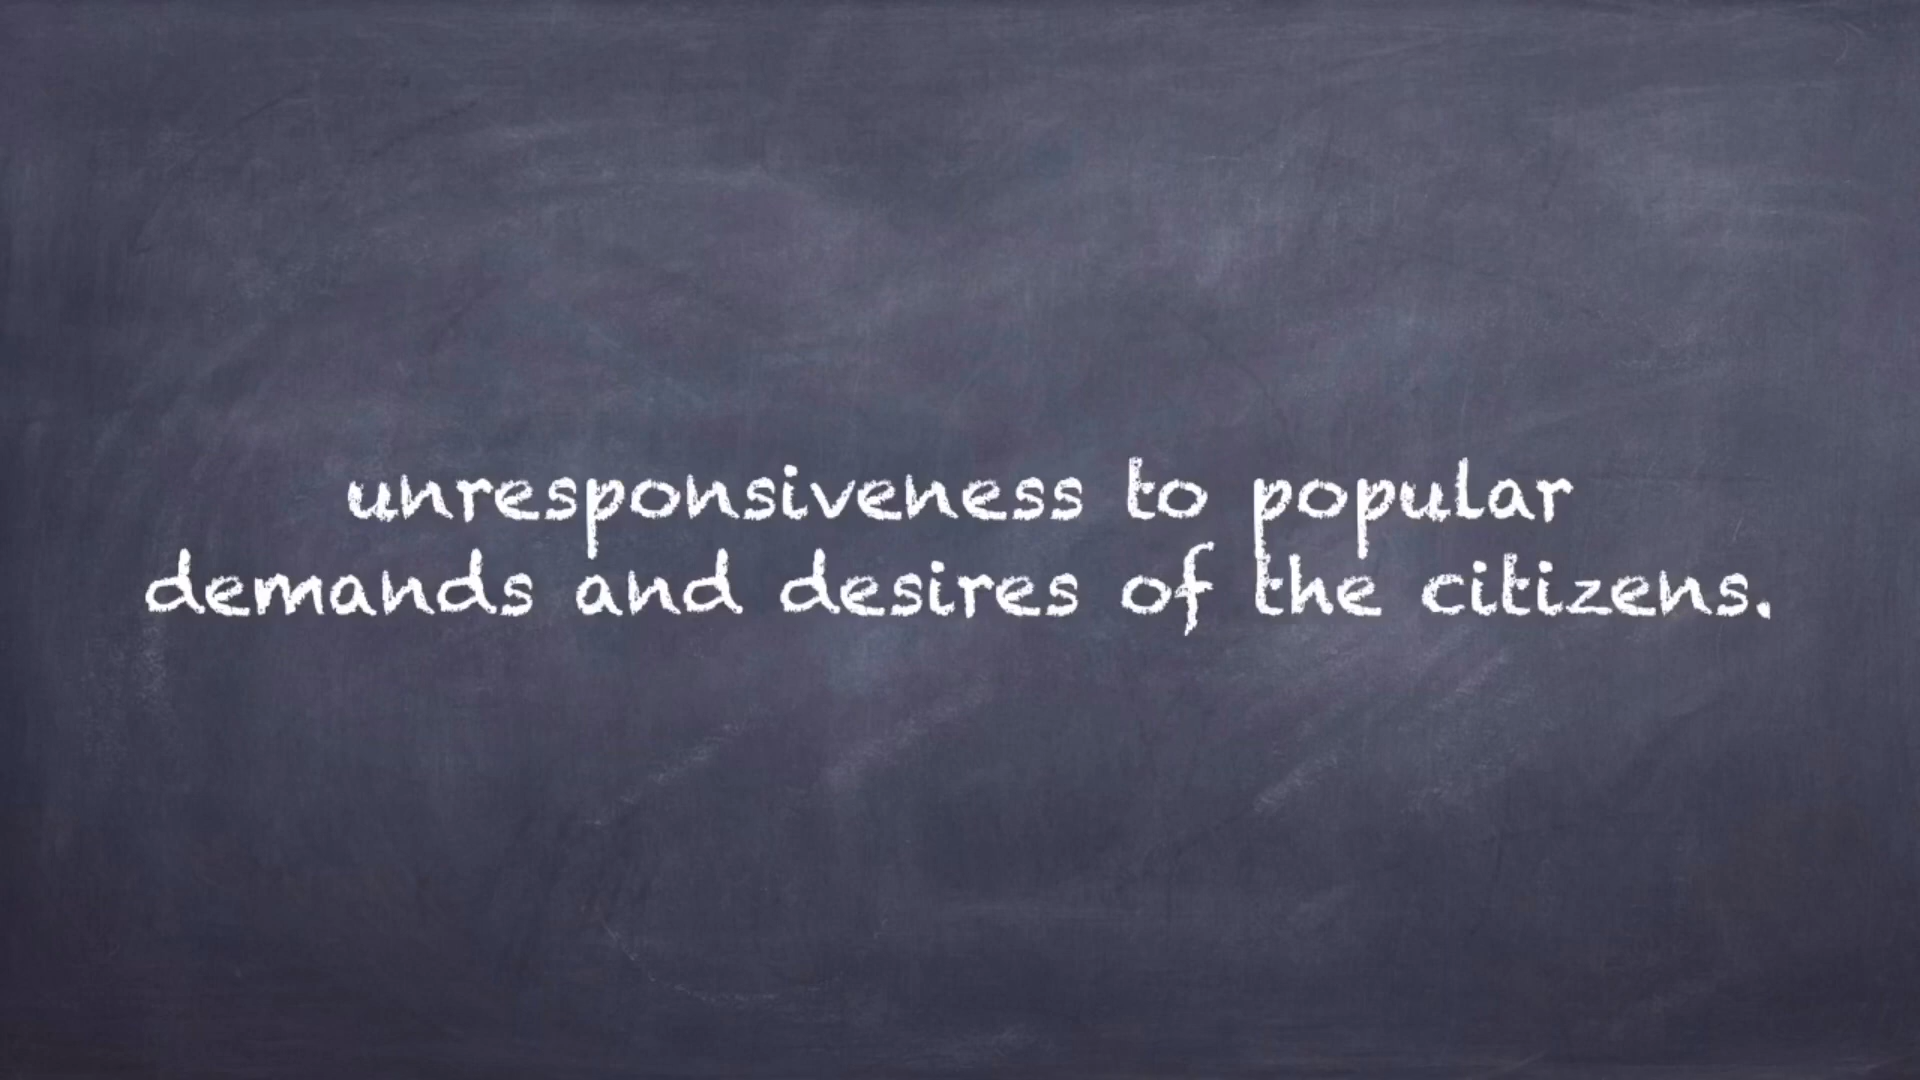 unresponsiveness to popular
demands and desires of the citizens.